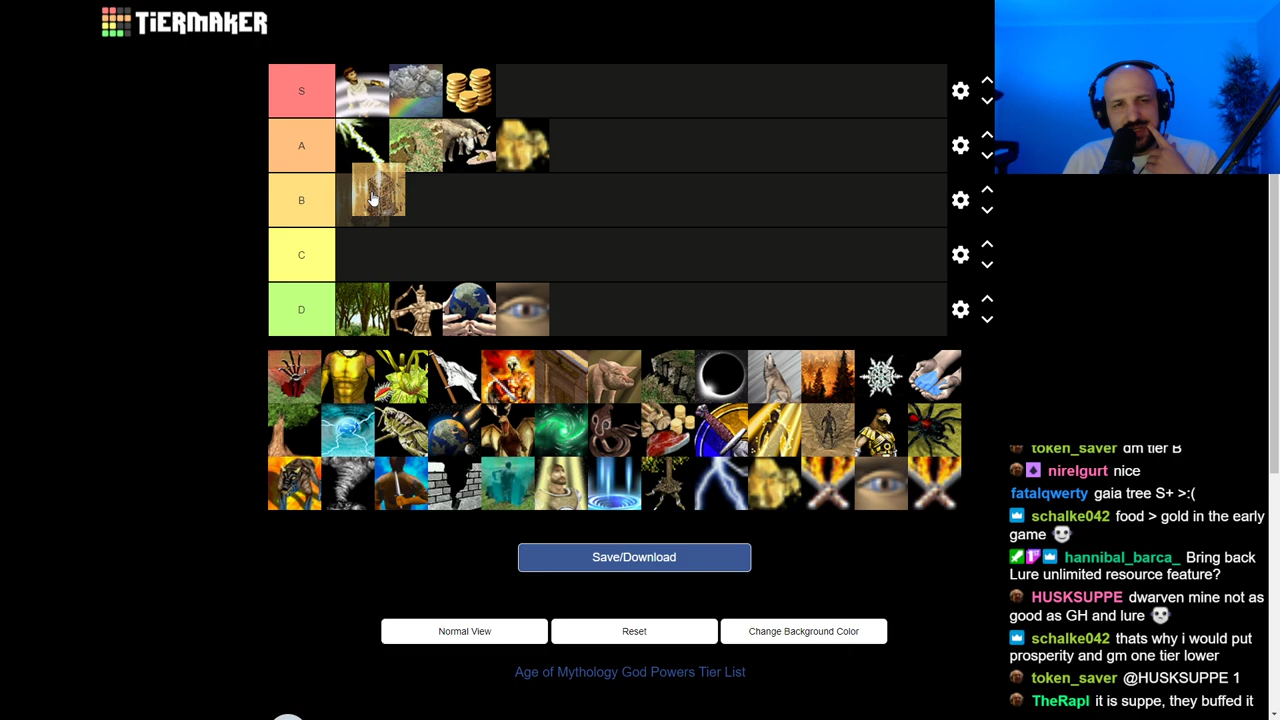 TIERMAKER
S
A
B
C
D
Save/Download
Normal View
Reset
Change Background Color
Age of Mythology God Powers Tier List
token_saver dm tier B
nirelgurt nice
fatalqwerty gaia tree S+ >:(
schalke042 food > gold in the early
game
hannibal_barca_ Bring back
Lure unlimited resource feature?
HUSKSUPPE dwarven mine not as
good as GH and lure
schalke042 thats why i would put
prosperity and gm one tier lower
token_saver @HUSKSUPPE 1
TheRapl it is suppe, they buffed it